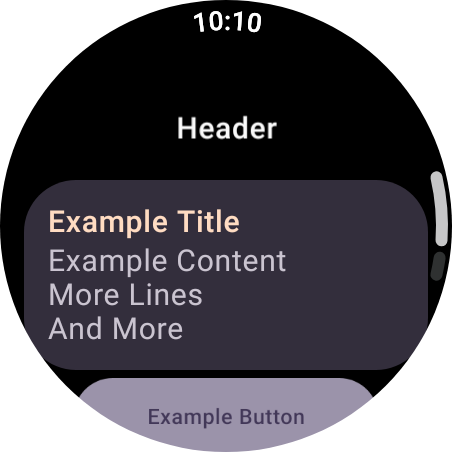 10:10
Header
Example Title
Example Content
More Lines
And More
Example Button